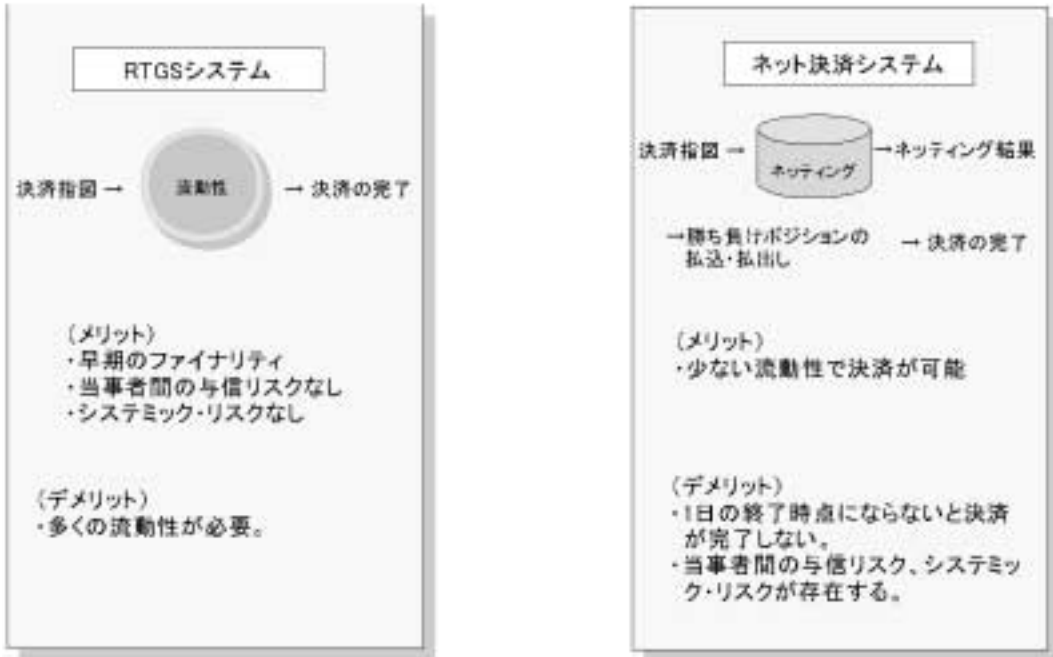 RTGSシステム
決済指図 → 流動性 → 決済の完了
(メリット)
・早期のファイナリティ
・当事者間の与信リスクなし
・システミック・リスクなし
(デメリット)
・多くの流動性が必要。
ネット決済システム
決済指図 → ネッティング →ネッティング結果
→勝ち負けポジションの
払込・払出し
→ 決済の完了
(メリット)
・少ない流動性で決済が可能
(デメリット)
・1日の終了時点にならないと決済
が完了しない。
・当事者間の与信リスク、システミッ
ク・リスクが存在する。